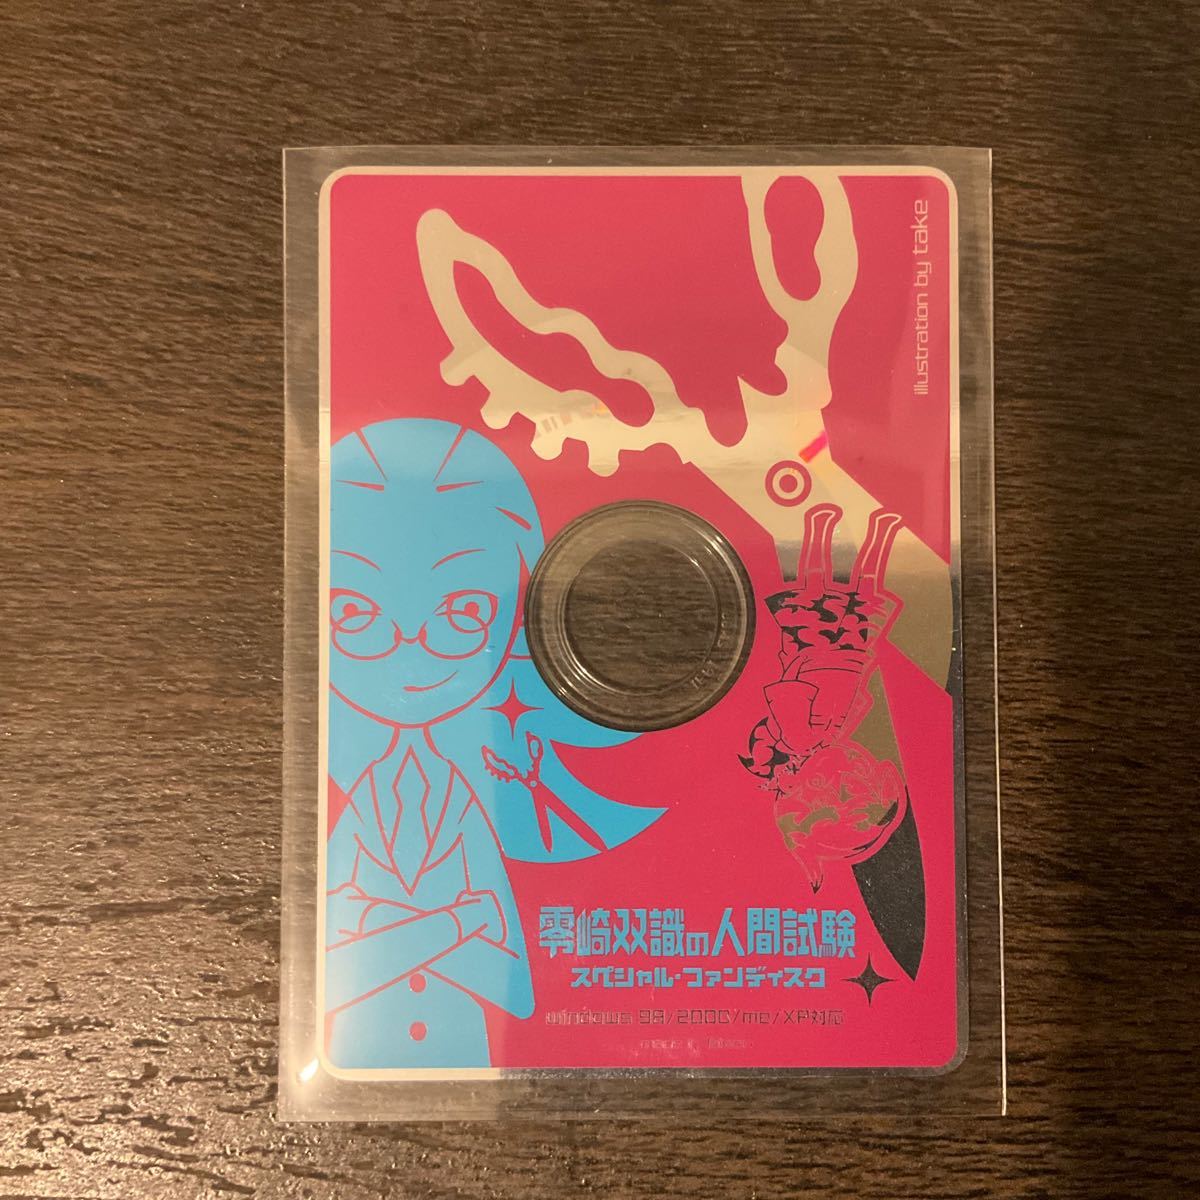 illustration by take
零崎双識の人間試験
スペシャル・ファンディスク
windows 98/2000/me/XP対応